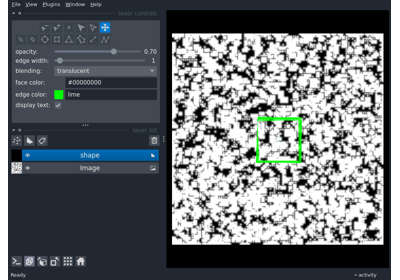 File View Plugins Window Help
layer controls
opacity: 0.70
edge width: 1
blending: translucent
face color: #00000000
edge color: lime
display text:
layer list
shape
Image
Ready
activity